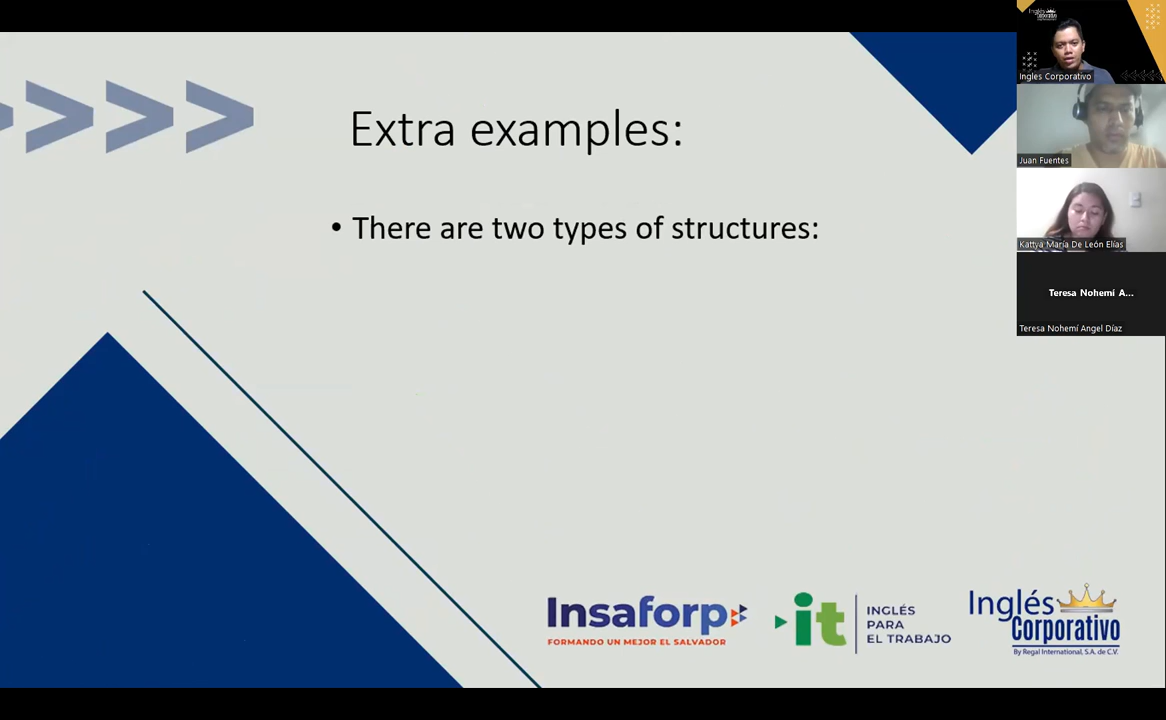 Extra examples:
• There are two types of structures:
Insaforp
FORMANDO UN MEJOR EL SALVADOR
it
INGLÉS
PARA
EL TRABAJO
Inglés
Corporativo
By Regal International, S.A. de C.V.
Inglés
Corporativo
Ingles Corporativo
Juan Fuentes
Kattya María De León Elías
Teresa Nohemí A...
Teresa Nohemí Angel Díaz